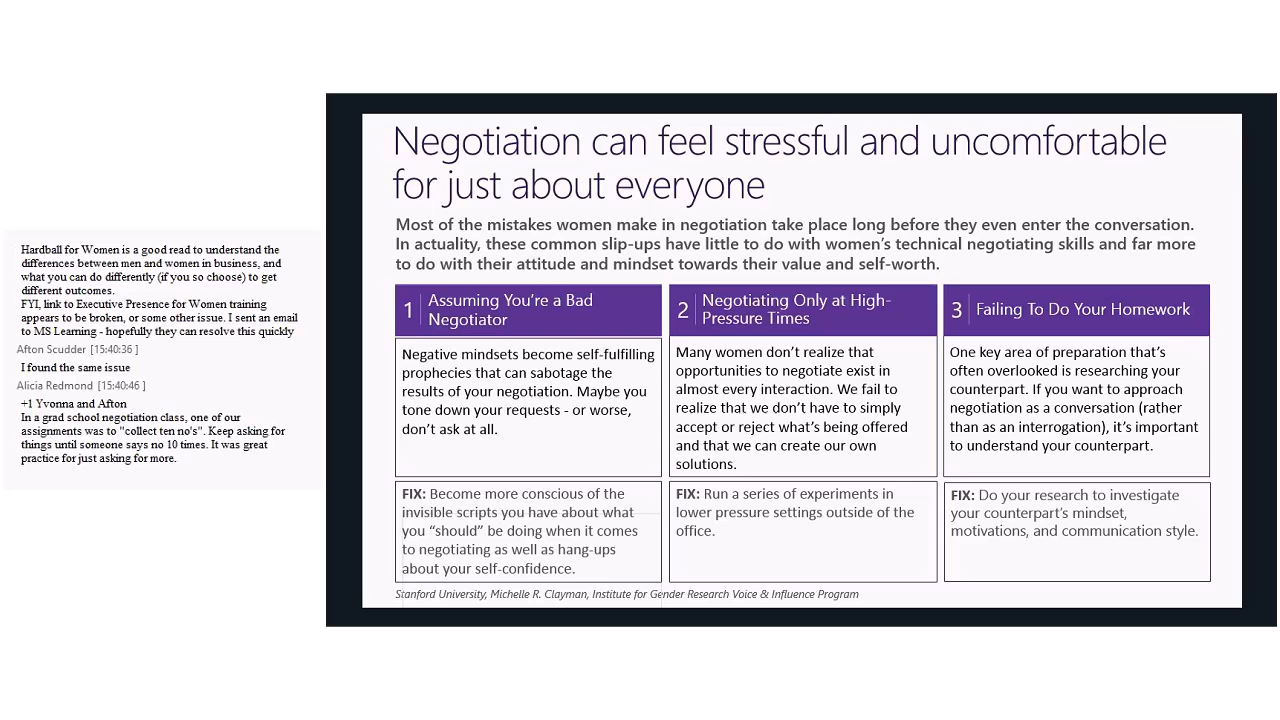 Hardball for Women is a good read to understand the
differences between men and women in business, and
what you can do differently (if you so choose) to get
different outcomes.
FYI, link to Executive Presence for Women training
appears to be broken, or some other issue. I sent an email
to MS Learning - hopefully they can resolve this quickly
Afton Scudder [15:40:36 ]
I found the same issue
Alicia Redmond [15:40:46 ]
+1 Yvonna and Afton
In a grad school negotiation class, one of our
assignments was to "collect ten no's". Keep asking for
things until someone says no 10 times. It was great
practice for just asking for more.
Negotiation can feel stressful and uncomfortable
for just about everyone
Most of the mistakes women make in negotiation take place long before they even enter the conversation.
In actuality, these common slip-ups have little to do with women's technical negotiating skills and far more
to do with their attitude and mindset towards their value and self-worth.
1 Assuming You're a Bad
Negotiator
Negative mindsets become self-fulfilling
prophecies that can sabotage the
results of your negotiation. Maybe you
tone down your requests - or worse,
don't ask at all.
FIX: Become more conscious of the
invisible scripts you have about what
you “should” be doing when it comes
to negotiating as well as hang-ups
about your self-confidence.
2 Negotiating Only at High-
Pressure Times
Many women don't realize that
opportunities to negotiate exist in
almost every interaction. We fail to
realize that we don't have to simply
accept or reject what's being offered
and that we can create our own
solutions.
FIX: Run a series of experiments in
lower pressure settings outside of the
office.
3 Failing To Do Your Homework
One key area of preparation that's
often overlooked is researching your
counterpart. If you want to approach
negotiation as a conversation (rather
than as an interrogation), it's important
to understand your counterpart.
FIX: Do your research to investigate
your counterpart's mindset,
motivations, and communication style.
Stanford University, Michelle R. Clayman, Institute for Gender Research Voice & Influence Program